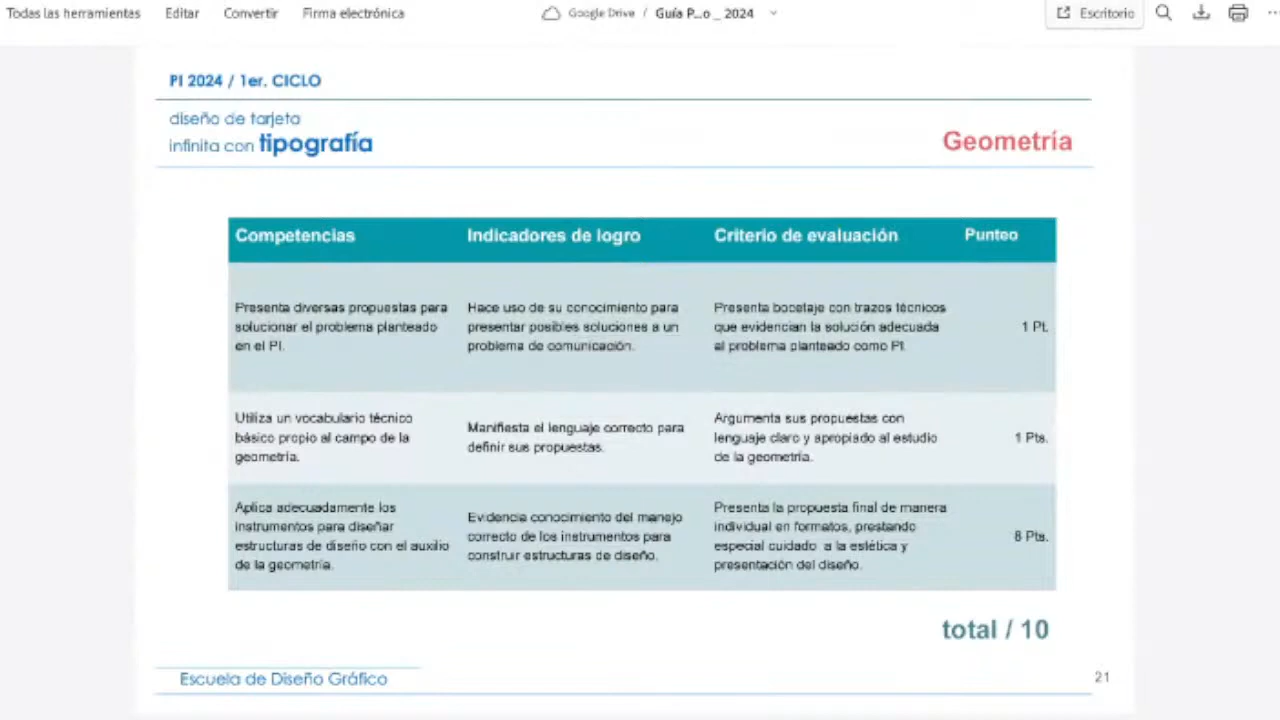 Todas las herramientas Editar Convertir Firma electrónica Google Drive / Guía P...o _ 2024 Escritorio
PI 2024 / 1er. CICLO
diseño de tarjeta
infinita con tipografía
Geometría
Competencias Indicadores de logro Criterio de evaluación Punteo
Presenta diversas propuestas para
solucionar el problema planteado
en el PI.
Hace uso de su conocimiento para
presentar posibles soluciones a un
problema de comunicación.
Presenta bocetaje con trazos técnicos
que evidencian la solución adecuada
al problema planteado como PI.
1 Pt.
Utiliza un vocabulario técnico
básico propio al campo de la
geometría.
Manifiesta el lenguaje correcto para
definir sus propuestas.
Argumenta sus propuestas con
lenguaje claro y apropiado al estudio
de la geometría.
1 Pts.
Aplica adecuadamente los
instrumentos para diseñar
estructuras de diseño con el auxilio
de la geometría.
Evidencia conocimiento del manejo
correcto de los instrumentos para
construir estructuras de diseño.
Presenta la propuesta final de manera
individual en formatos, prestando
especial cuidado a la estética y
presentación del diseño.
8 Pts.
total / 10
Escuela de Diseño Gráfico
21